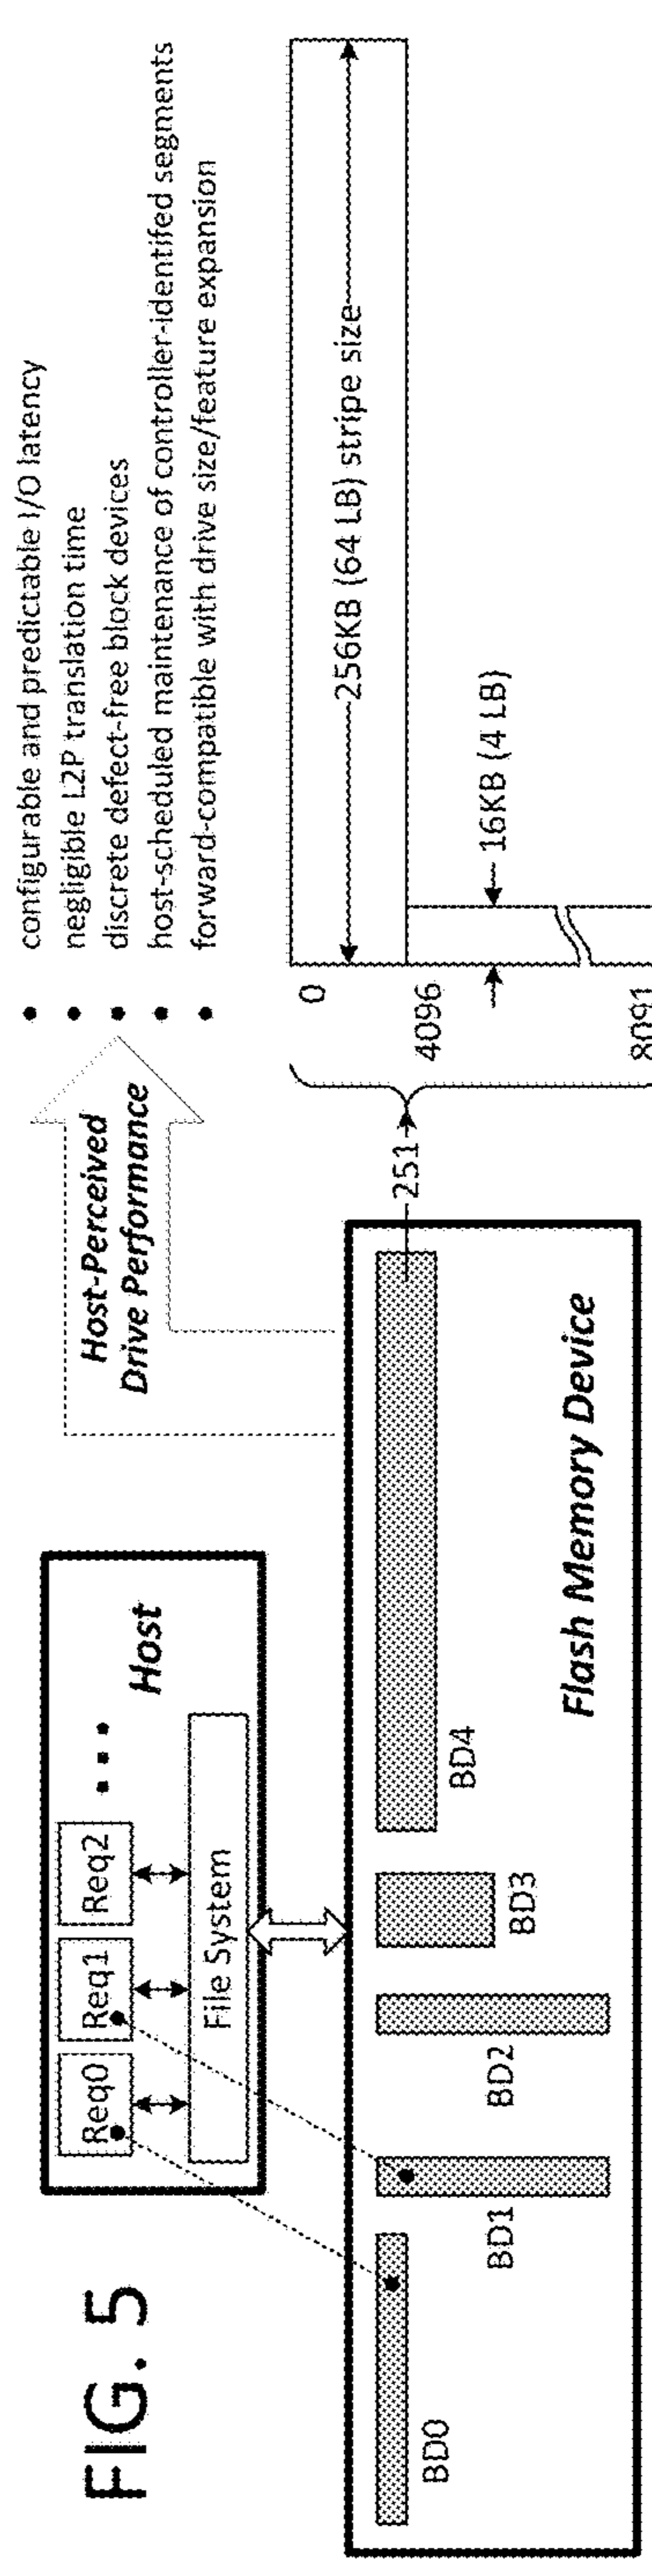 FIG. 5
Host
Req0
Req1
Req2
File System
Host-Perceived
Drive Performance
• configurable and predictable I/O latency
• negligible L2P translation time
• discrete defect-free block devices
• host-scheduled maintenance of controller-identifed segments
• forward-compatible with drive size/feature expansion
BD0
BD1
BD2
BD3
BD4
Flash Memory Device
251
0
256KB (64 LB) stripe size
4096
16KB (4 LB)
8091